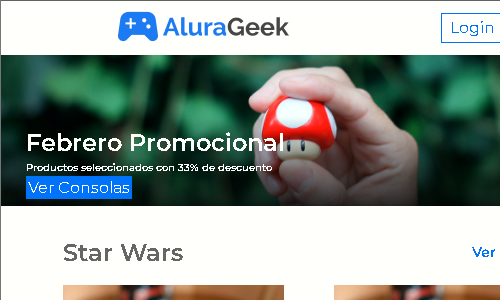 AluraGeek
Login
Febrero Promocional
Productos seleccionados con 33% de descuento
Ver Consolas
Star Wars
Ver